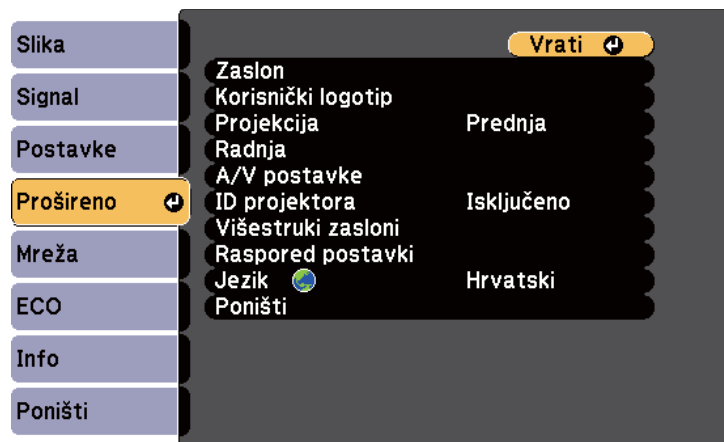 Slika
Signal
Postavke
Prošireno
Mreža
ECO
Info
Poništi
Vrati
Zaslon
Korisnički logotip
Projekcija Prednja
Radnja
A/V postavke
ID projektora Isključeno
Višestruki zasloni
Raspored postavki
Jezik Hrvatski
Poništi